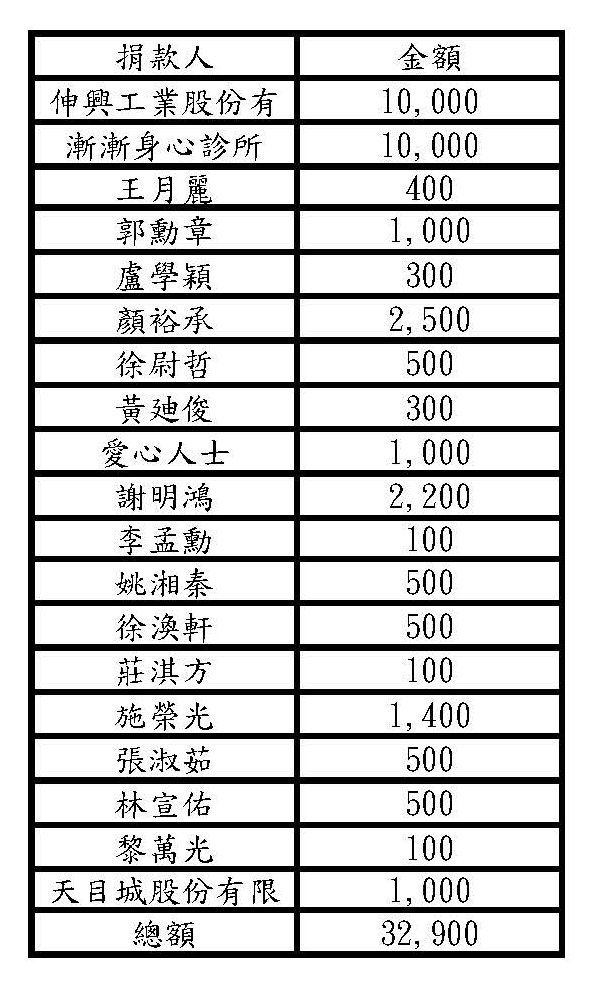 捐款人 金額
伸興工業股份有 10,000
漸漸身心診所 10,000
王月麗 400
郭勳章 1,000
盧學穎 300
顏裕承 2,500
徐尉哲 500
黃廸俊 300
愛心人士 1,000
謝明鴻 2,200
李孟勳 100
姚湘秦 500
徐渙軒 500
莊淇方 100
施榮光 1,400
張淑茹 500
林宣佑 500
黎萬光 100
天目城股份有限 1,000
總額 32,900